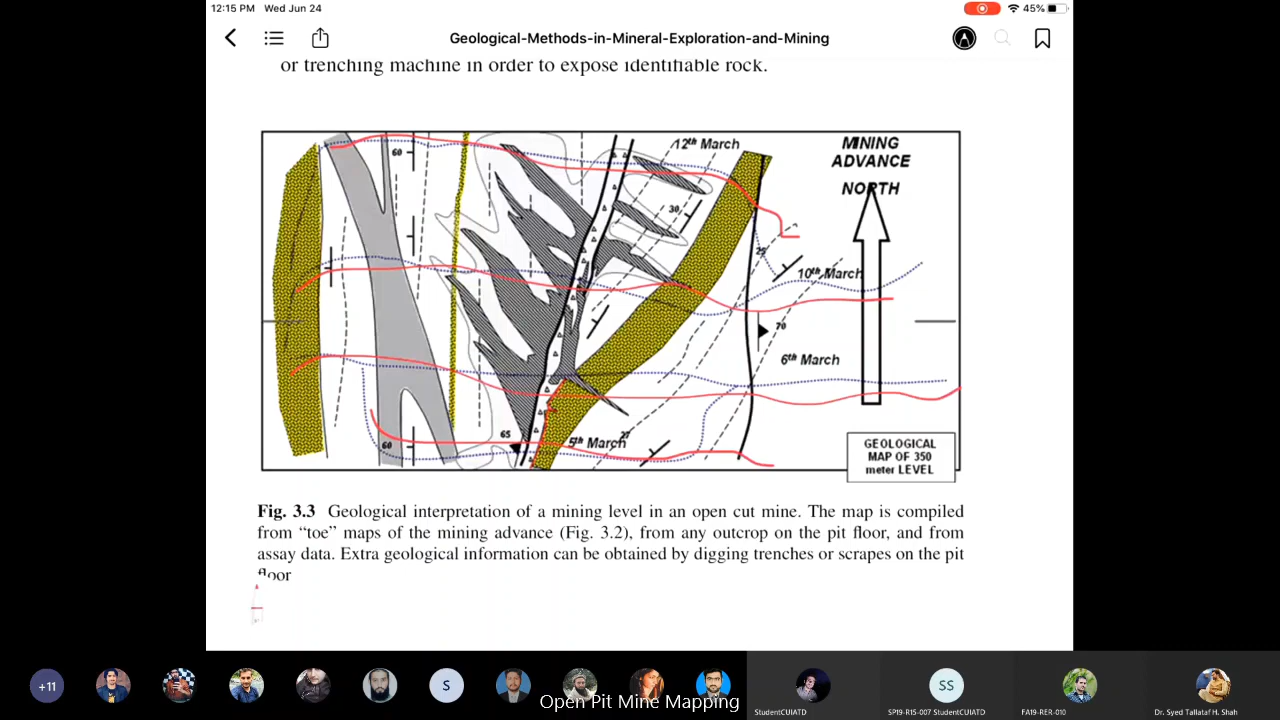 12:15 PM Wed Jun 24
45%
Geological-Methods-in-Mineral-Exploration-and-Mining
or trenching machine in order to expose identifiable rock.
12th March
MINING
ADVANCE
NORTH
60
30
25
10th March
70
6th March
65
5th March
27
60
GEOLOGICAL
MAP OF 350
meter LEVEL
Fig. 3.3 Geological interpretation of a mining level in an open cut mine. The map is compiled
from “toe” maps of the mining advance (Fig. 3.2), from any outcrop on the pit floor, and from
assay data. Extra geological information can be obtained by digging trenches or scrapes on the pit
floor
+11
S
Open Pit Mine Mapping
StudentCUIATD
SS
SP19-R15-007 StudentCUIATD
FA19-RER-010
Dr. Syed Tallataf H. Shah